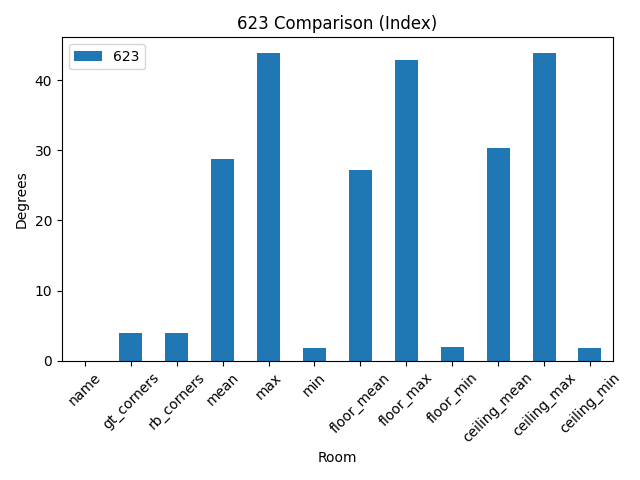 623 Comparison (Index)
623
Degrees
40
30
20
10
0
name
gt_corners
rb_corners
mean
max
min
floor_mean
floor_max
floor_min
ceiling_mean
ceiling_max
ceiling_min
Room